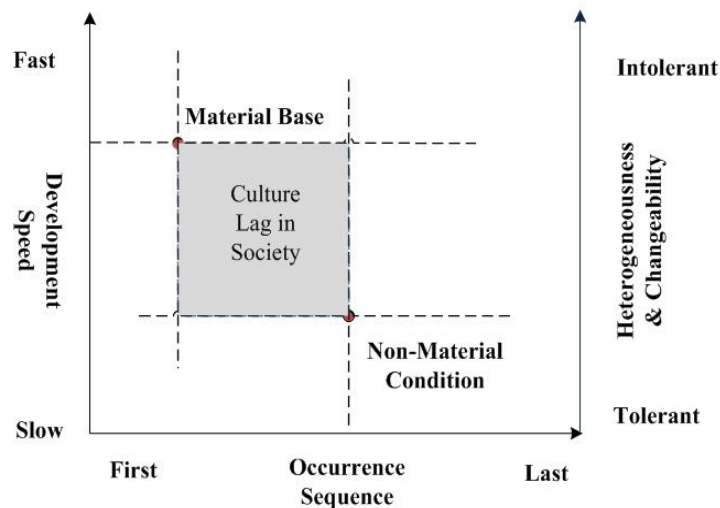 Fast
Intolerant
Material Base
Development
Speed
Culture
Lag in
Society
Heterogeneousness
& Changeability
Non-Material
Condition
Slow
Tolerant
First
Occurrence
Sequence
Last